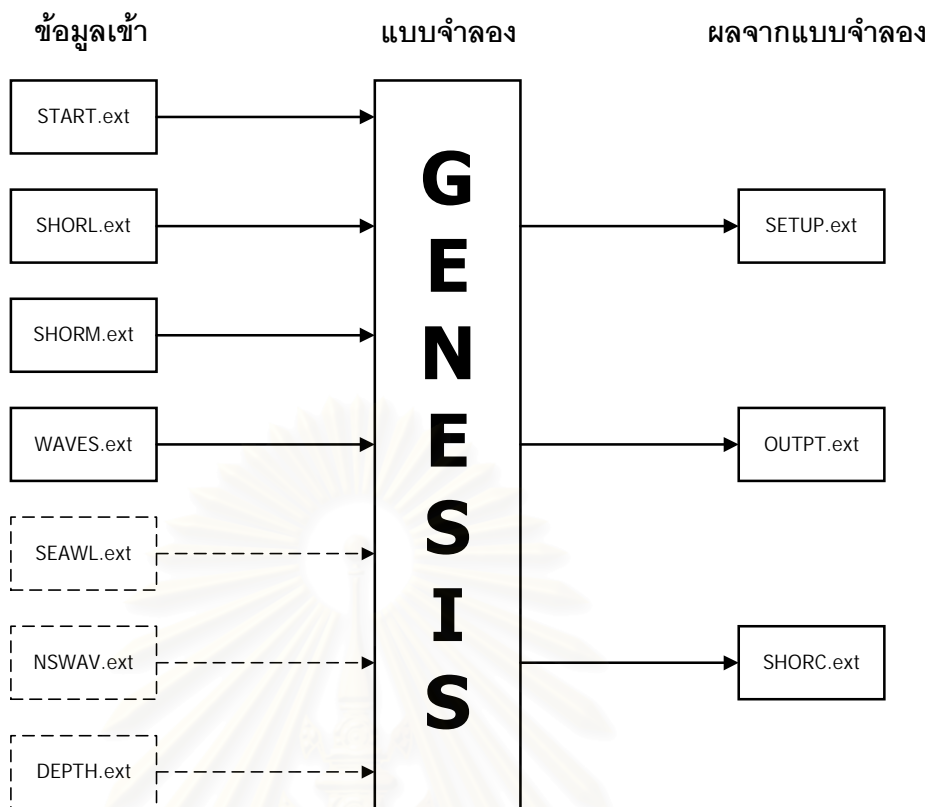 ข้อมูลเข้า แบบจำลอง ผลจากแบบจำลอง
START.ext
SHORL.ext
SHORM.ext
WAVES.ext
SEAWL.ext
NSWAV.ext
DEPTH.ext
G
E
N
E
S
I
S
SETUP.ext
OUTPT.ext
SHORC.ext